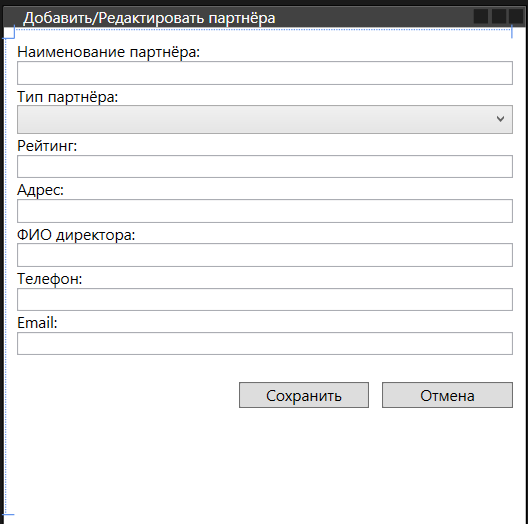 Добавить/Редактировать партнёра
Наименование партнёра:
Тип партнёра:
Рейтинг:
Адрес:
ФИО директора:
Телефон:
Email:
Сохранить Отмена